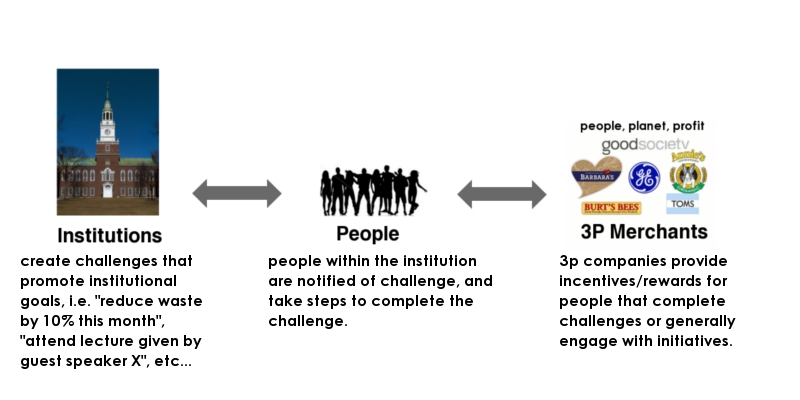 Institutions
create challenges that
promote institutional
goals, i.e. "reduce waste
by 10% this month",
"attend lecture given by
guest speaker X", etc...
People
people within the institution
are notified of challenge, and
take steps to complete the
challenge.
people, planet, profit
goodsociety
BARBARA'S
GE
Annie's
BURT'S BEES
TOMS
3P Merchants
3p companies provide
incentives/rewards for
people that complete
challenges or generally
engage with initiatives.